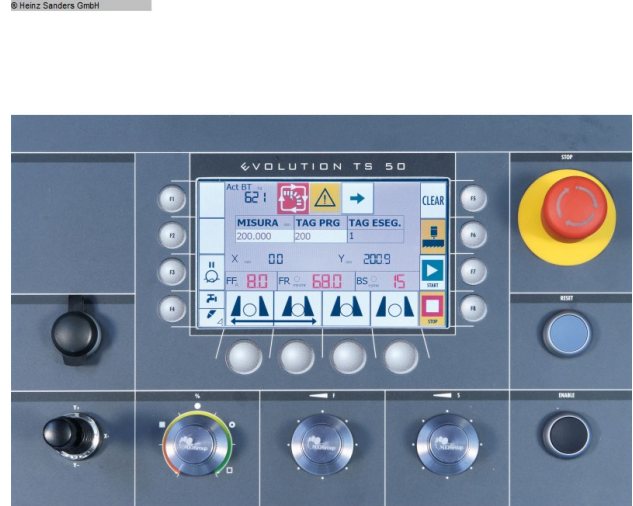 © Heinz Sanders GmbH
EVOLUTION TS 50
STOP
Act BT
621
CLEAR
F1
F5
MISURA TAG PRG TAG ESEG.
200.000 200 1
F2
F6
X 0.0 Y 200.9
F3
START
F7
FF 8.0 FR 68.0 BS 15
F4
STOP
F8
RESET
Y+
X-
Y-
%
F
S
ENABLE